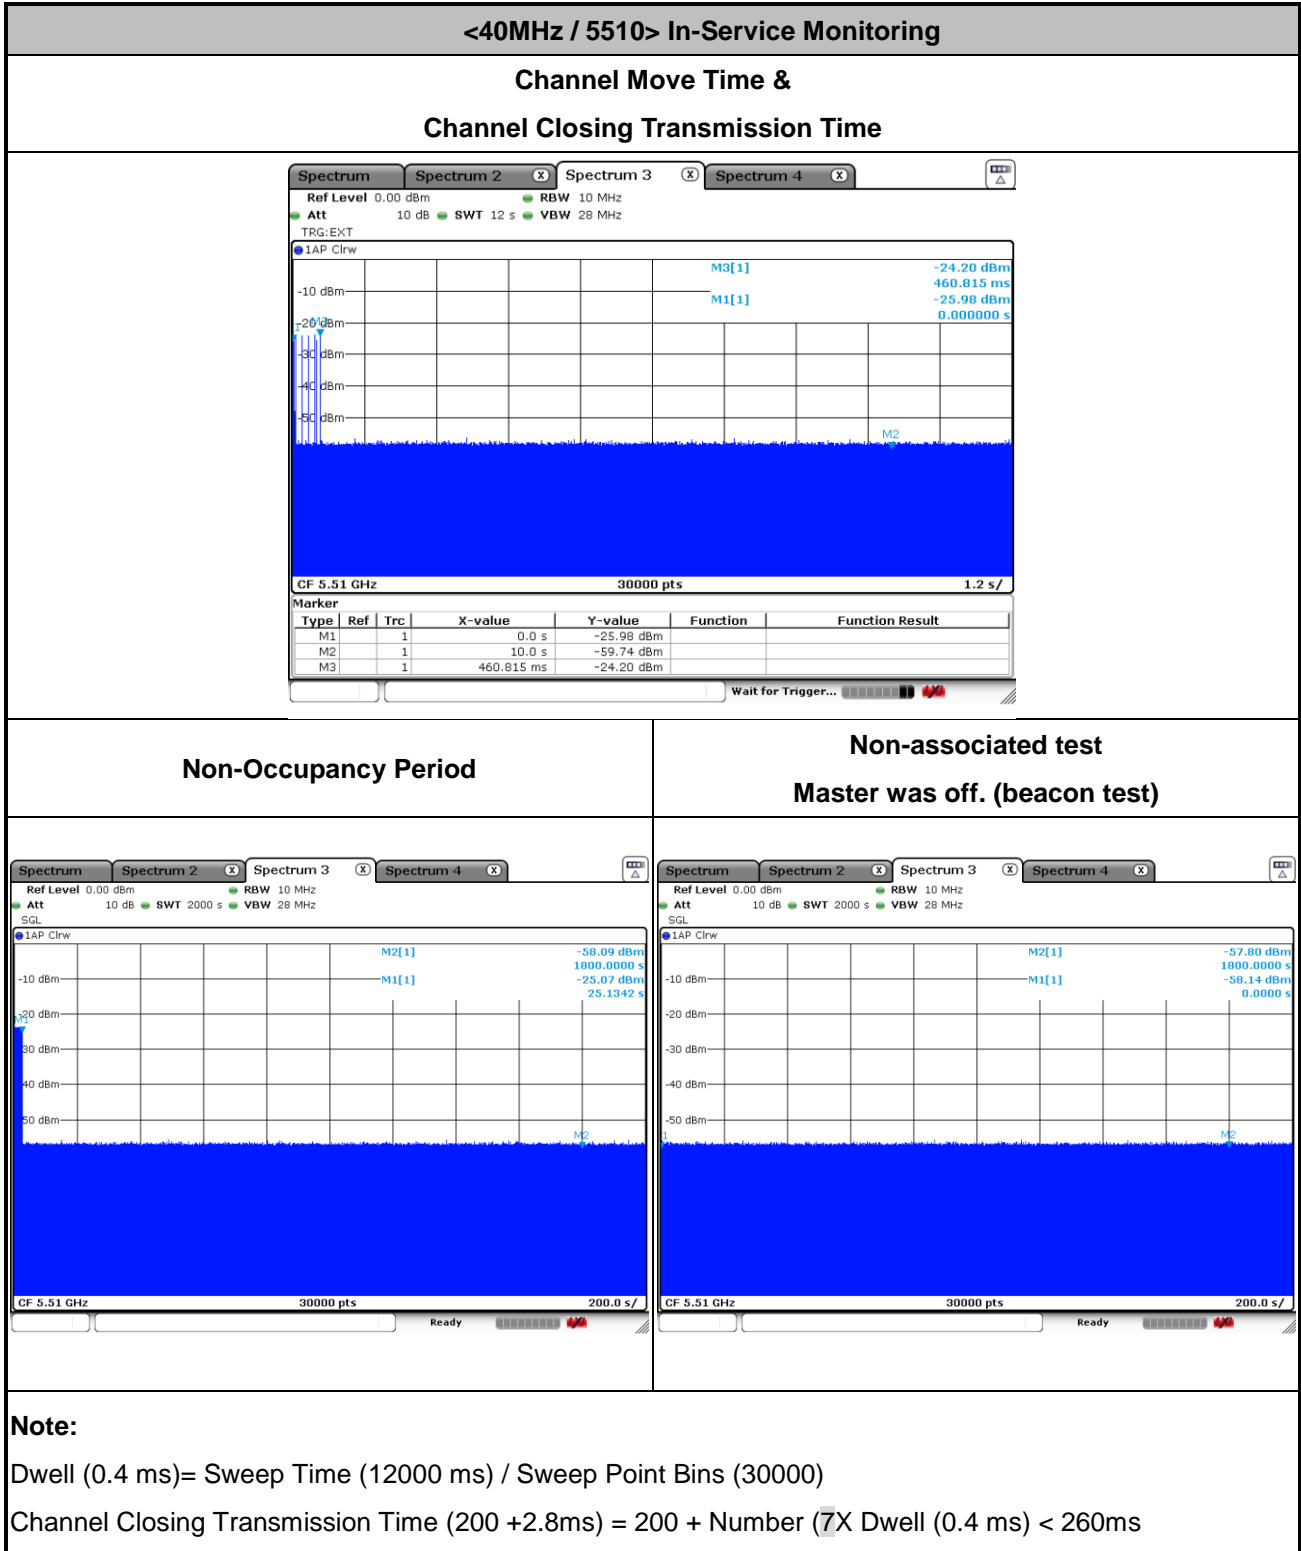 <40MHz / 5510> In-Service Monitoring
Channel Move Time &
Channel Closing Transmission Time
Spectrum Spectrum 2 X Spectrum 3 X Spectrum 4 X
Ref Level 0.00 dBm RBW 10 MHz
Att 10 dB SWT 12 s VBW 28 MHz
TRG:EXT
1AP Clrw
M3[1] -24.20 dBm
460.815 ms
-10 dBm
M1[1] -25.98 dBm
0.000000 s
-20 dBm
M3
-30 dBm
-40 dBm
-50 dBm
M2
CF 5.51 GHz 30000 pts 1.2 s/
Marker
Type Ref Trc X-value Y-value Function Function Result
M1 1 0.0 s -25.98 dBm
M2 1 10.0 s -59.74 dBm
M3 1 460.815 ms -24.20 dBm
Wait for Trigger...
Non-Occupancy Period
Non-associated test
Master was off. (beacon test)
Spectrum Spectrum 2 X Spectrum 3 X Spectrum 4 X
Ref Level 0.00 dBm RBW 10 MHz
Att 10 dB SWT 2000 s VBW 28 MHz
SGL
1AP Clrw
M2[1] -58.09 dBm
1800.0000 s
-10 dBm M1[1] -25.07 dBm
25.1342 s
-20 dBm
M1
-30 dBm
-40 dBm
-50 dBm
M2
CF 5.51 GHz 30000 pts 200.0 s/
Ready
Spectrum Spectrum 2 X Spectrum 3 X Spectrum 4 X
Ref Level 0.00 dBm RBW 10 MHz
Att 10 dB SWT 2000 s VBW 28 MHz
SGL
1AP Clrw
M2[1] -57.80 dBm
1800.0000 s
-10 dBm M1[1] -58.14 dBm
0.0000 s
-20 dBm
-30 dBm
-40 dBm
-50 dBm
1 M2
CF 5.51 GHz 30000 pts 200.0 s/
Ready
Note:
Dwell (0.4 ms)= Sweep Time (12000 ms) / Sweep Point Bins (30000)
Channel Closing Transmission Time (200 +2.8ms) = 200 + Number (7X Dwell (0.4 ms) < 260ms